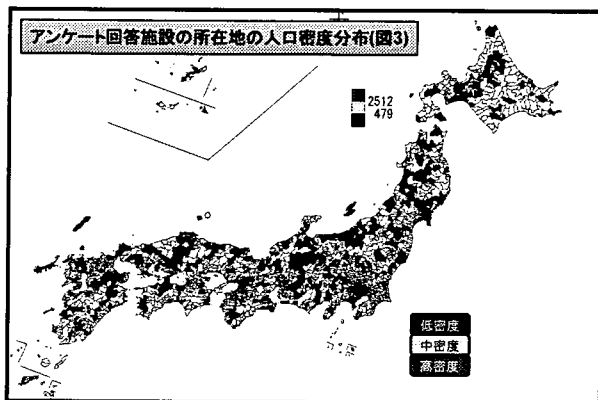 アンケート回答施設の所在地の人口密度分布(図3)
2512
479
低密度
中密度
高密度